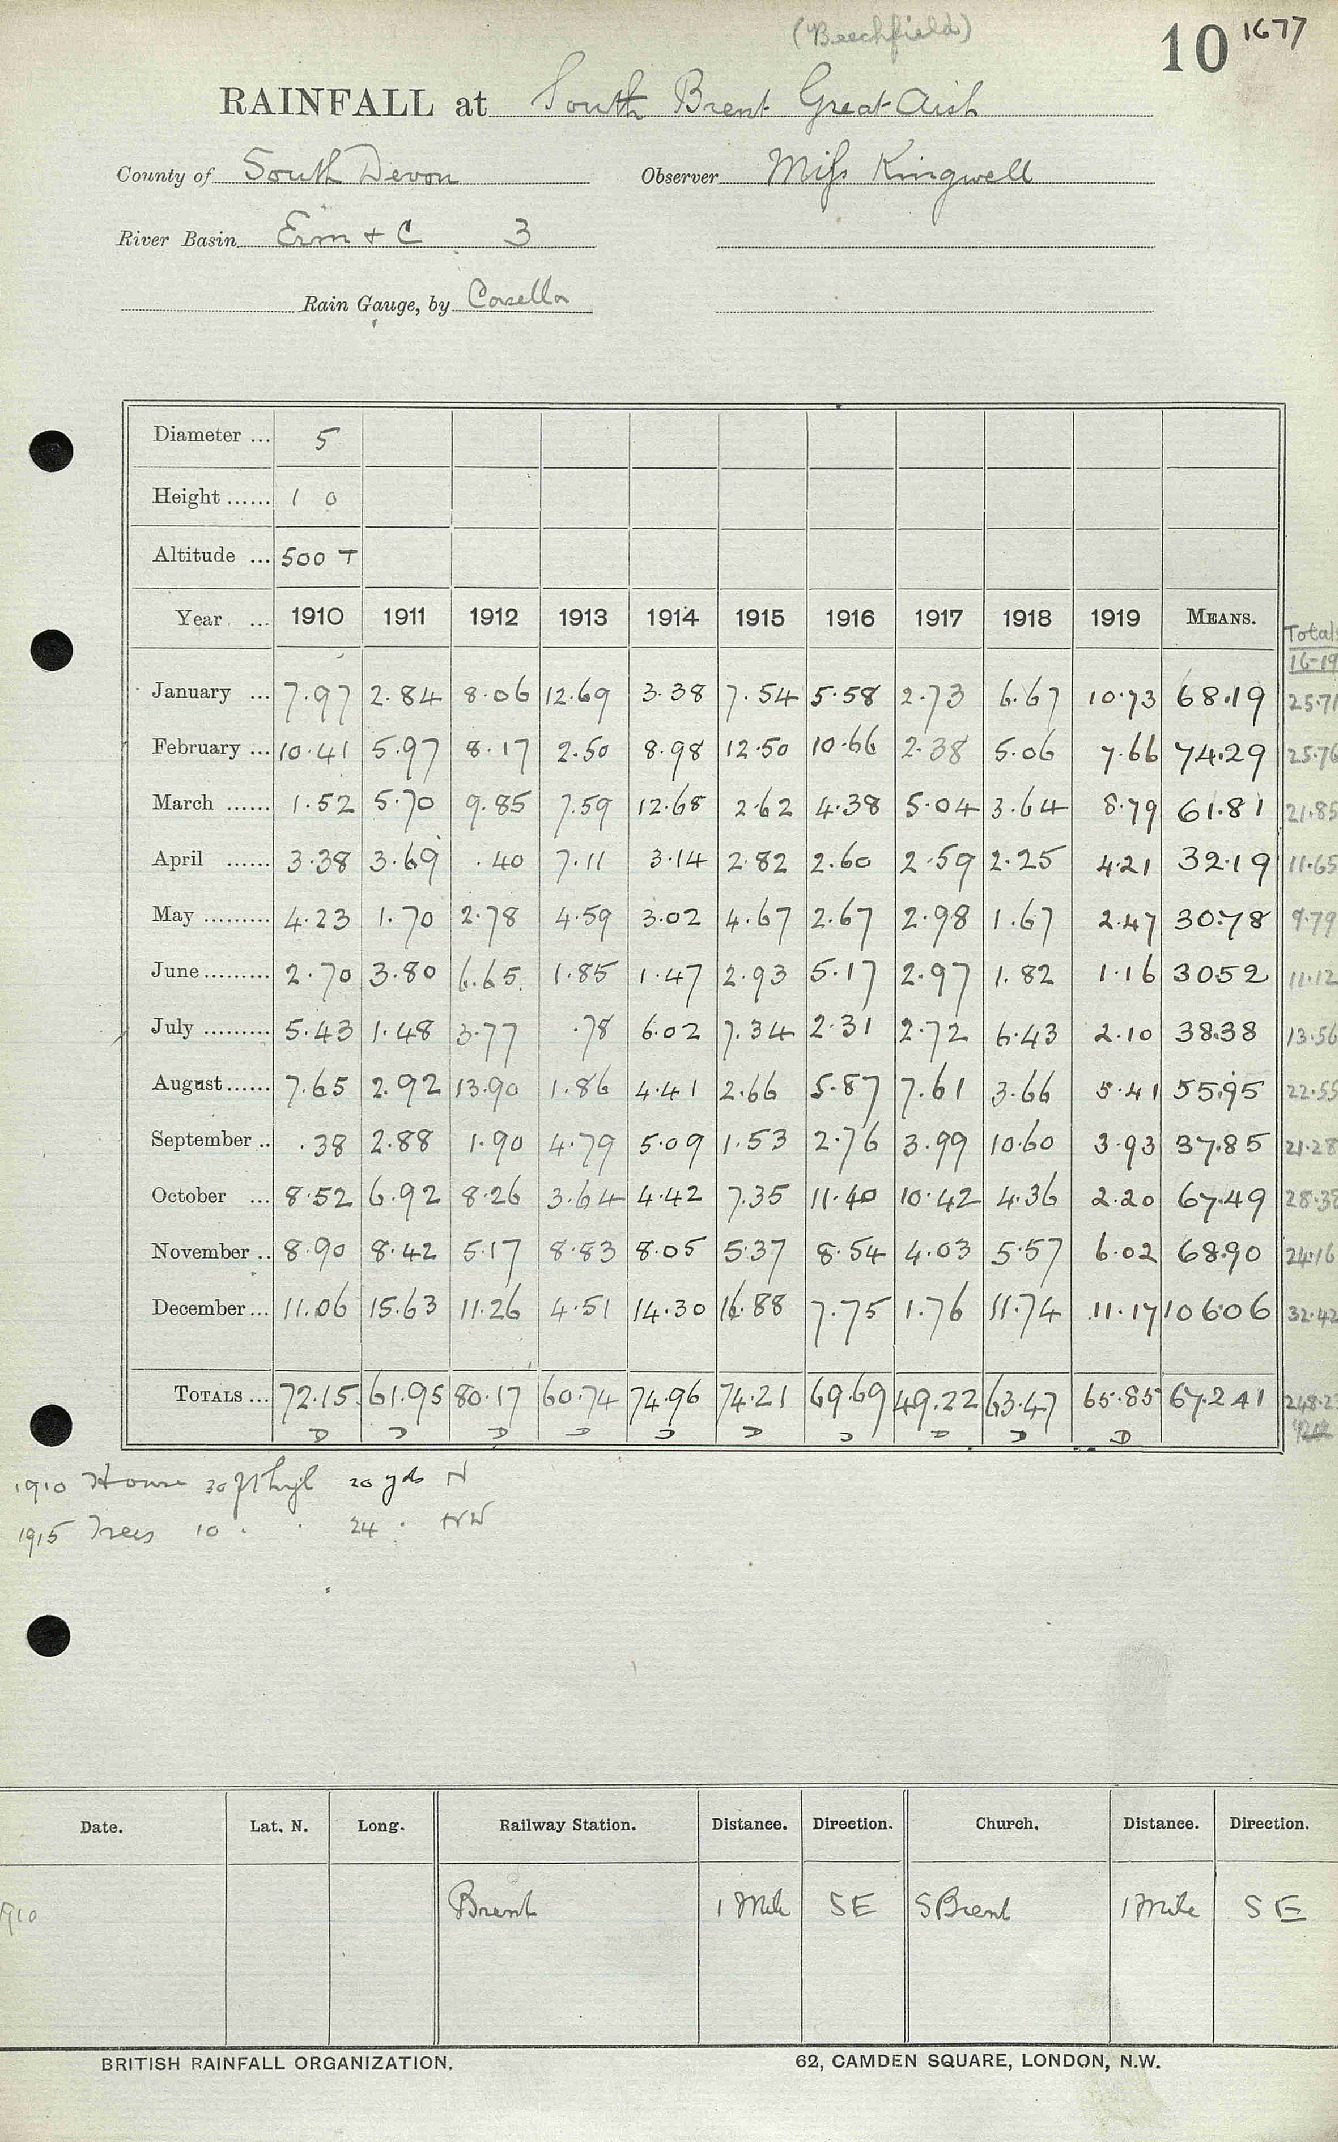 (Beechfield)
10 1677
RAINFALL at South Brent Great Aish
County of South Devon Observer Miss Kingwell
River Basin Erm + C 3
Rain Gauge, by Casella
Diameter ... 5
Height ...... 1 0
Altitude ... 500 T
Year ... 1910 1911 1912 1913 1914 1915 1916 1917 1918 1919 MEANS. Totals 16-19
January ... 7.97 2.84 8.06 12.69 3.38 7.54 5.58 2.73 6.67 10.73 68.19 25.71
February ... 10.41 5.97 8.17 2.50 8.98 12.50 10.66 2.38 5.06 7.66 74.29 25.76
March ...... 1.52 5.70 9.85 7.59 12.68 2.62 4.38 5.04 3.64 8.79 61.81 21.85
April ...... 3.38 3.69 .40 7.11 3.14 2.82 2.60 2.59 2.25 4.21 32.19 11.65
May ......... 4.23 1.70 2.78 4.59 3.02 4.67 2.67 2.98 1.67 2.47 30.78 9.79
June ......... 2.70 3.80 6.65 1.85 1.47 2.93 5.17 2.97 1.82 1.16 3052 11.12
July ......... 5.43 1.48 3.77 .78 6.02 7.34 2.31 2.72 6.43 2.10 38.38 13.56
August ...... 7.65 2.92 13.90 1.86 4.41 2.66 5.87 7.61 3.66 5.41 55.95 22.55
September .. .38 2.88 1.90 4.79 5.09 1.53 2.76 3.99 10.60 3.93 37.85 21.28
October ... 8.52 6.92 8.26 3.64 4.42 7.35 11.40 10.42 4.36 2.20 67.49 28.38
November .. 8.90 8.42 5.17 8.83 8.05 5.37 8.54 4.03 5.57 6.02 68.90 24.16
December ... 11.06 15.63 11.26 4.51 14.30 16.88 7.75 1.76 11.74 11.17 106.06 32.42
TOTALS ... 72.15 61.95 80.17 60.74 74.96 74.21 69.69 49.22 63.47 65.85 67.241 248.23
D D D D D D D D D D
1910 House 30 ft high 20 yds N
1915 Trees 10 . . 24 . NW
Date. Lat. N. Long. Railway Station. Distance. Direction. Church. Distance. Direction.
1910 Brent 1 Mile SE S Brent 1 Mile SE
BRITISH RAINFALL ORGANIZATION. 62, CAMDEN SQUARE, LONDON, N.W.